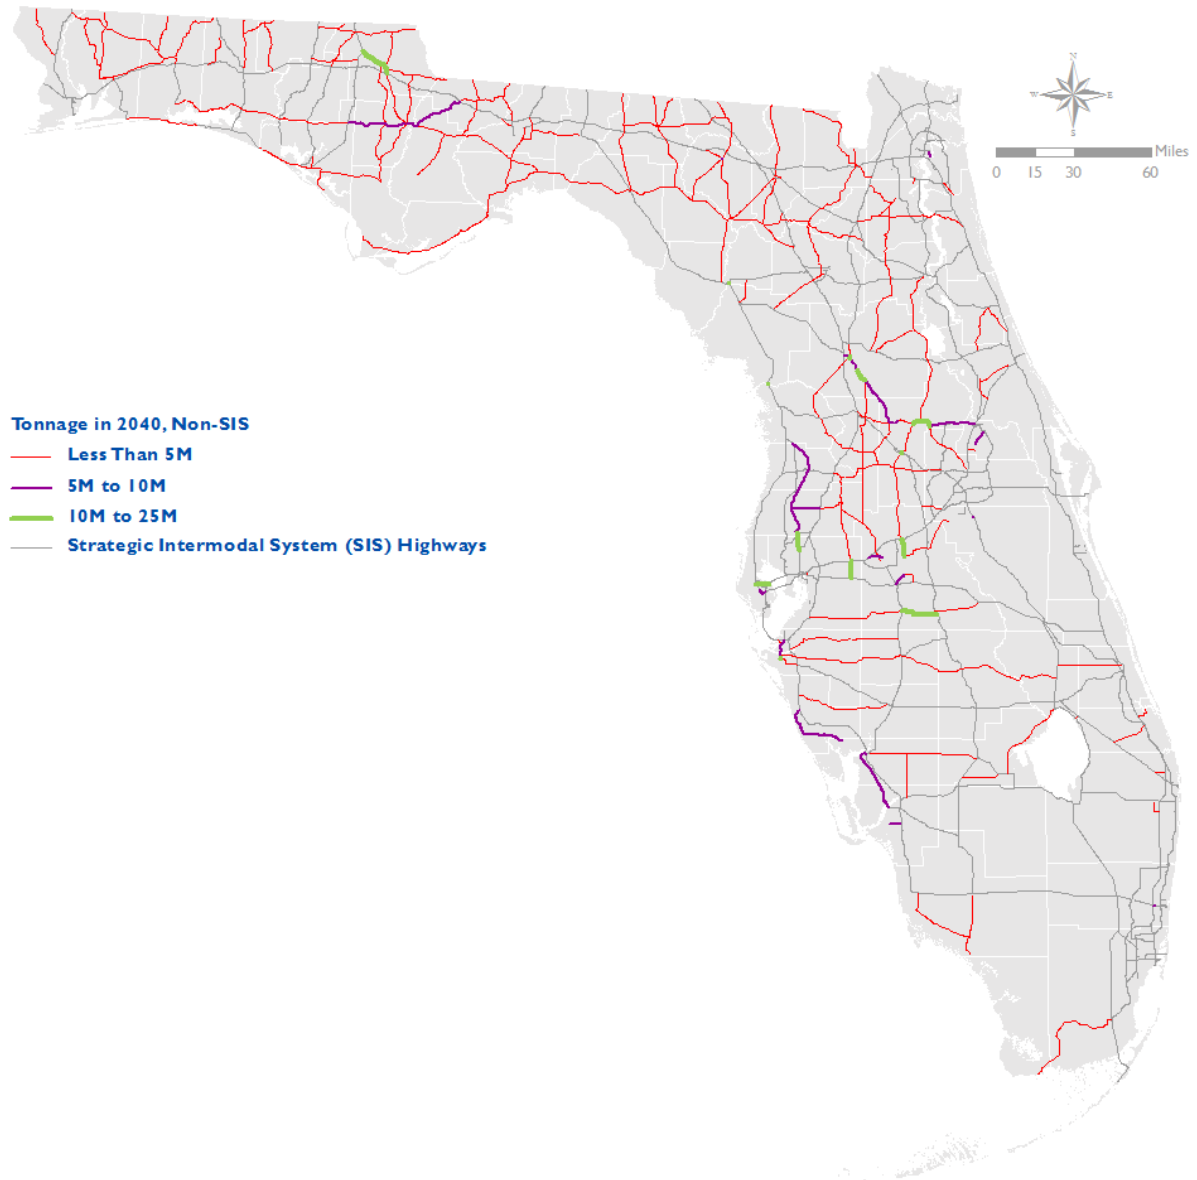 N
W E
S
Miles
0 15 30 60
Tonnage in 2040, Non-SIS
Less Than 5M
5M to 10M
10M to 25M
Strategic Intermodal System (SIS) Highways